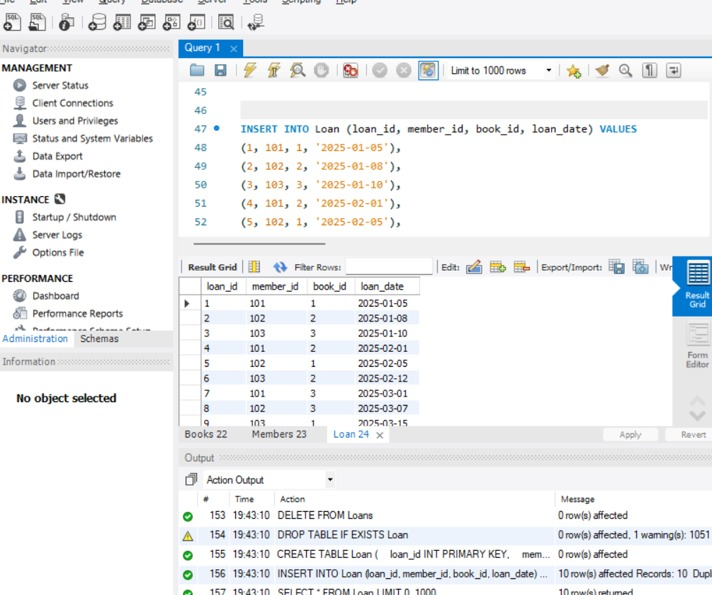 File Edit View Query Database Server Tools Scripting Help
Navigator
MANAGEMENT
Server Status
Client Connections
Users and Privileges
Status and System Variables
Data Export
Data Import/Restore
INSTANCE
Startup / Shutdown
Server Logs
Options File
PERFORMANCE
Dashboard
Performance Reports
Performance Schema Setup
Administration Schemas
Information
No object selected
Query 1
Limit to 1000 rows
45
46
47 INSERT INTO Loan (loan_id, member_id, book_id, loan_date) VALUES
48 (1, 101, 1, '2025-01-05'),
49 (2, 102, 2, '2025-01-08'),
50 (3, 103, 3, '2025-01-10'),
51 (4, 101, 2, '2025-02-01'),
52 (5, 102, 1, '2025-02-05'),
Result Grid Filter Rows: Edit: Export/Import:
loan_id member_id book_id loan_date
1 101 1 2025-01-05
2 102 2 2025-01-08
3 103 3 2025-01-10
4 101 2 2025-02-01
5 102 1 2025-02-05
6 103 2 2025-02-12
7 101 3 2025-03-01
8 102 3 2025-03-07
9 103 1 2025-03-15
Result
Grid
Form
Editor
Books 22 Members 23 Loan 24 Apply Revert
Output
Action Output
# Time Action Message
153 19:43:10 DELETE FROM Loans 0 row(s) affected
154 19:43:10 DROP TABLE IF EXISTS Loan 0 row(s) affected, 1 warning(s): 1051
155 19:43:10 CREATE TABLE Loan ( loan_id INT PRIMARY KEY, mem... 0 row(s) affected
156 19:43:10 INSERT INTO Loan (loan_id, member_id, book_id, loan_date) ... 10 row(s) affected Records: 10 Dupl
157 19:43:10 SELECT * FROM Loan LIMIT 0, 1000 10 row(s) returned